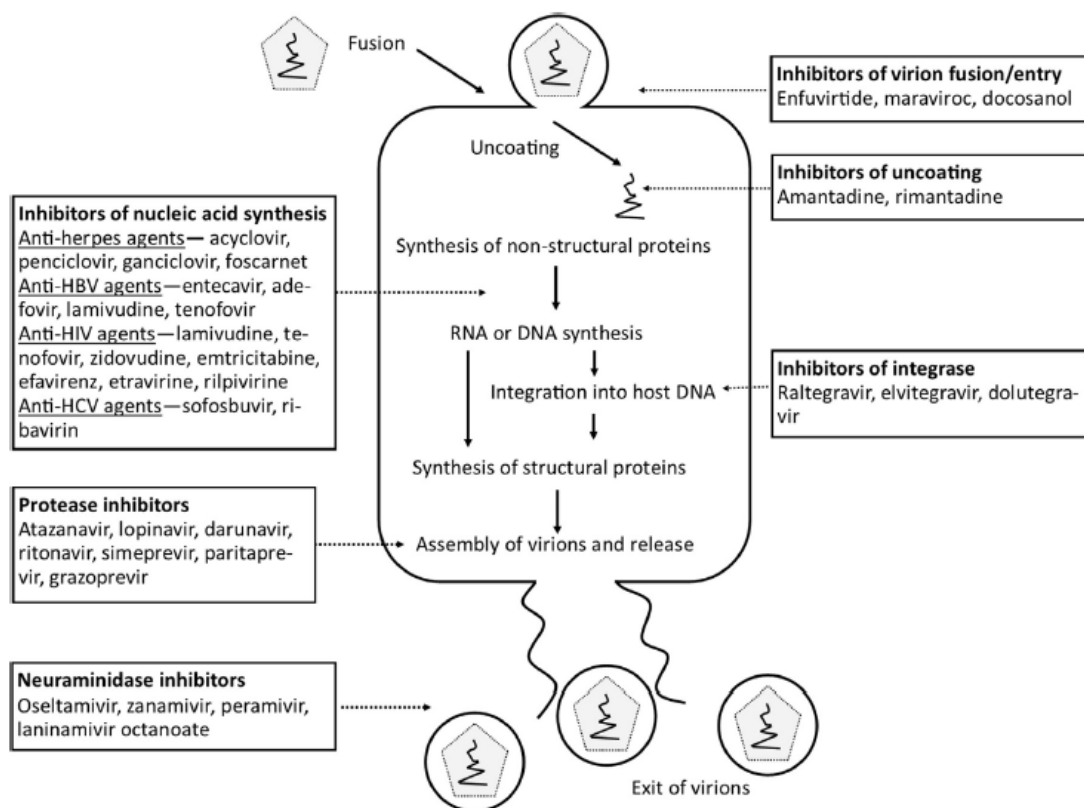 Fusion
Inhibitors of virion fusion/entry
Enfuvirtide, maraviroc, docosanol
Uncoating
Inhibitors of uncoating
Amantadine, rimantadine
Inhibitors of nucleic acid synthesis
Anti-herpes agents— acyclovir,
penciclovir, ganciclovir, foscarnet
Anti-HBV agents—entecavir, ade-
fovir, lamivudine, tenofovir
Anti-HIV agents—lamivudine, te-
nofovir, zidovudine, emtricitabine,
efavirenz, etravirine, rilpivirine
Anti-HCV agents—sofosbuvir, ri-
bavirin
Synthesis of non-structural proteins
RNA or DNA synthesis
Integration into host DNA
Inhibitors of integrase
Raltegravir, elvitegravir, dolutegra-
vir
Synthesis of structural proteins
Protease inhibitors
Atazanavir, lopinavir, darunavir,
ritonavir, simeprevir, paritapre-
vir, grazoprevir
Assembly of virions and release
Neuraminidase inhibitors
Oseltamivir, zanamivir, peramivir,
laninamivir octanoate
Exit of virions